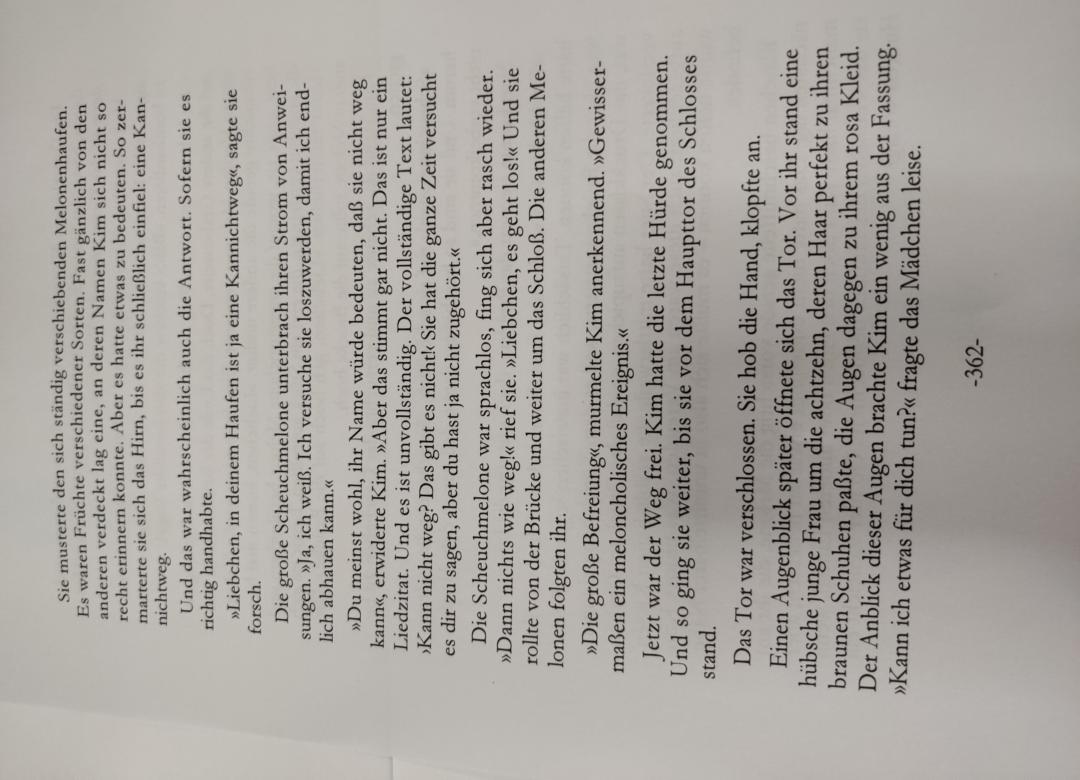 Sie musterte den sich ständig verschiebenden Melonenhaufen.
Es waren Früchte verschiedener Sorten. Fast gänzlich von den
anderen verdeckt lag eine, an deren Namen Kim sich nicht so
recht erinnern konnte. Aber es hatte etwas zu bedeuten. So zer-
marterte sie sich das Hirn, bis es ihr schließlich einfiel: eine Kan-
nichtweg.
Und das war wahrscheinlich auch die Antwort. Sofern sie es
richtig handhabte.
»Liebchen, in deinem Haufen ist ja eine Kannichtweg«, sagte sie
forsch.
Die große Scheuchmelone unterbrach ihren Strom von Anwei-
sungen. »Ja, ich weiß. Ich versuche sie loszuwerden, damit ich end-
lich abhauen kann.«
»Du meinst wohl, ihr Name würde bedeuten, daß sie nicht weg
kann«, erwiderte Kim. »Aber das stimmt gar nicht. Das ist nur ein
Liedzitat. Und es ist unvollständig. Der vollständige Text lautet:
›Kann nicht weg? Das gibt es nicht!‹ Sie hat die ganze Zeit versucht
es dir zu sagen, aber du hast ja nicht zugehört.«
Die Scheuchmelone war sprachlos, fing sich aber rasch wieder.
»Dann nichts wie weg!« rief sie. »Liebchen, es geht los!« Und sie
rollte von der Brücke und weiter um das Schloß. Die anderen Me-
lonen folgten ihr.
»Die große Befreiung«, murmelte Kim anerkennend. »Gewisser-
maßen ein meloncholisches Ereignis.«
Jetzt war der Weg frei. Kim hatte die letzte Hürde genommen.
Und so ging sie weiter, bis sie vor dem Haupttor des Schlosses
stand.
Das Tor war verschlossen. Sie hob die Hand, klopfte an.
Einen Augenblick später öffnete sich das Tor. Vor ihr stand eine
hübsche junge Frau um die achtzehn, deren Haar perfekt zu ihren
braunen Schuhen paßte, die Augen dagegen zu ihrem rosa Kleid.
Der Anblick dieser Augen brachte Kim ein wenig aus der Fassung.
»Kann ich etwas für dich tun?« fragte das Mädchen leise.
-362-